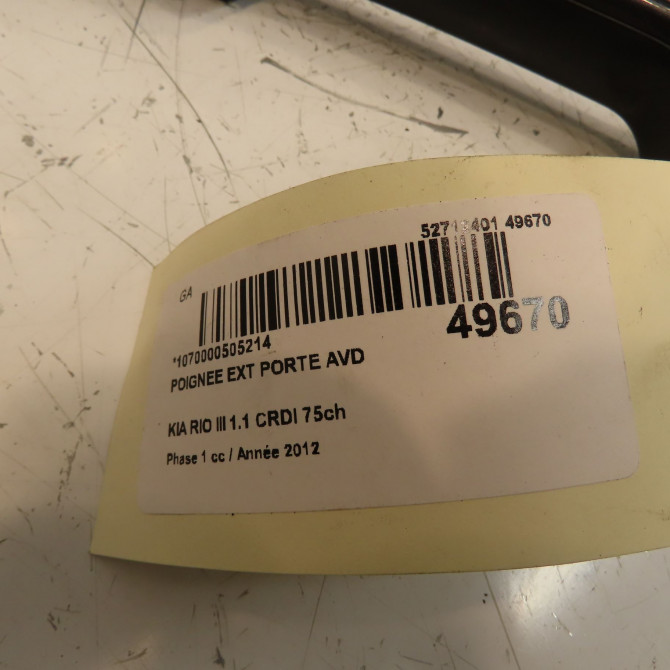 49670
GA
49670
*1070000505214
POIGNEE EXT PORTE AVD
KIA RIO III 1.1 CRDI 75ch
Phase 1 cc / Année 2012